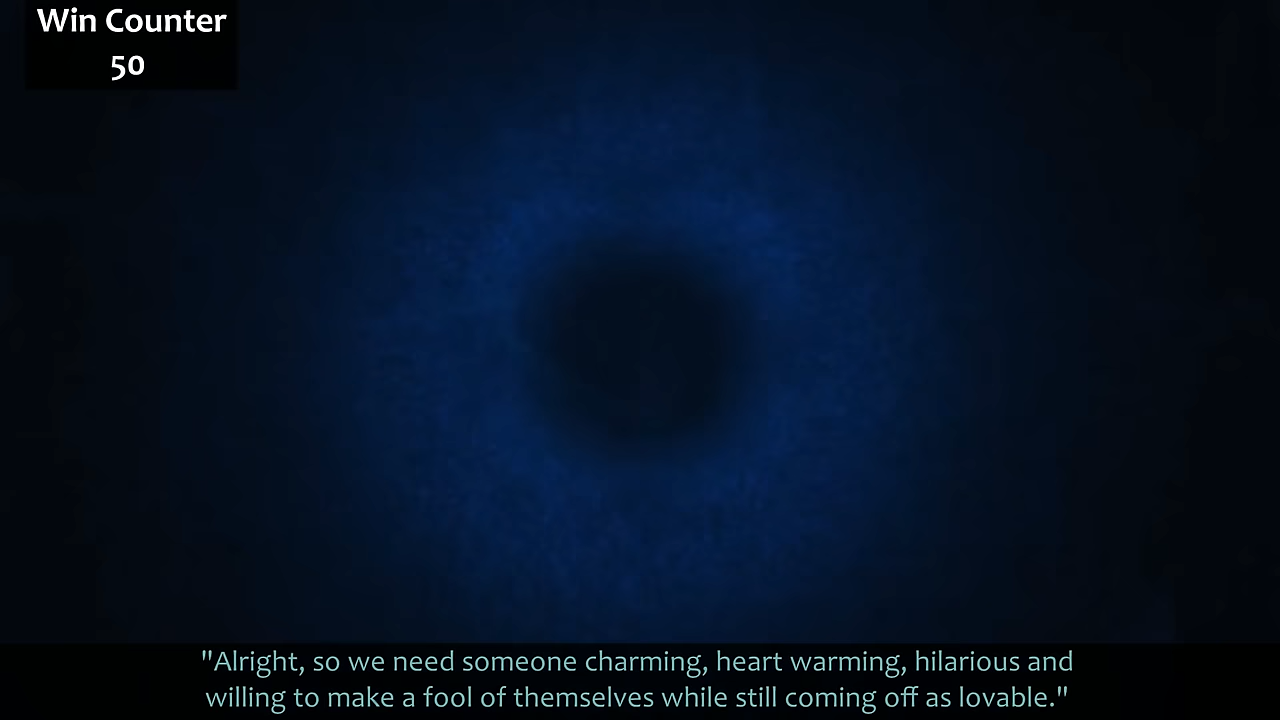 Win Counter
50
"Alright, so we need someone charming, heart warming, hilarious and
willing to make a fool of themselves while still coming off as lovable."